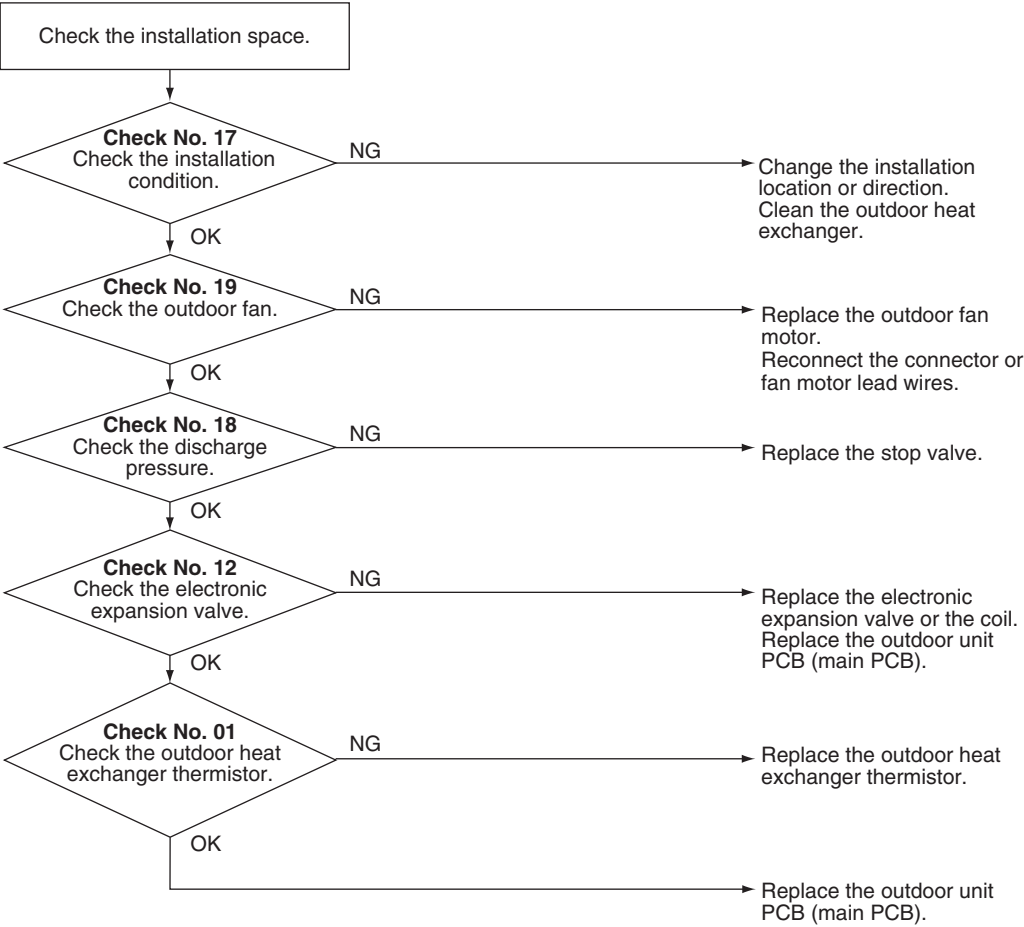 Check the installation space.
Check No. 17
Check the installation
condition.
NG
Change the installation
location or direction.
Clean the outdoor heat
exchanger.
OK
Check No. 19
Check the outdoor fan.
NG
Replace the outdoor fan
motor.
Reconnect the connector or
fan motor lead wires.
OK
Check No. 18
Check the discharge
pressure.
NG
Replace the stop valve.
OK
Check No. 12
Check the electronic
expansion valve.
NG
Replace the electronic
expansion valve or the coil.
Replace the outdoor unit
PCB (main PCB).
OK
Check No. 01
Check the outdoor heat
exchanger thermistor.
NG
Replace the outdoor heat
exchanger thermistor.
OK
Replace the outdoor unit
PCB (main PCB).